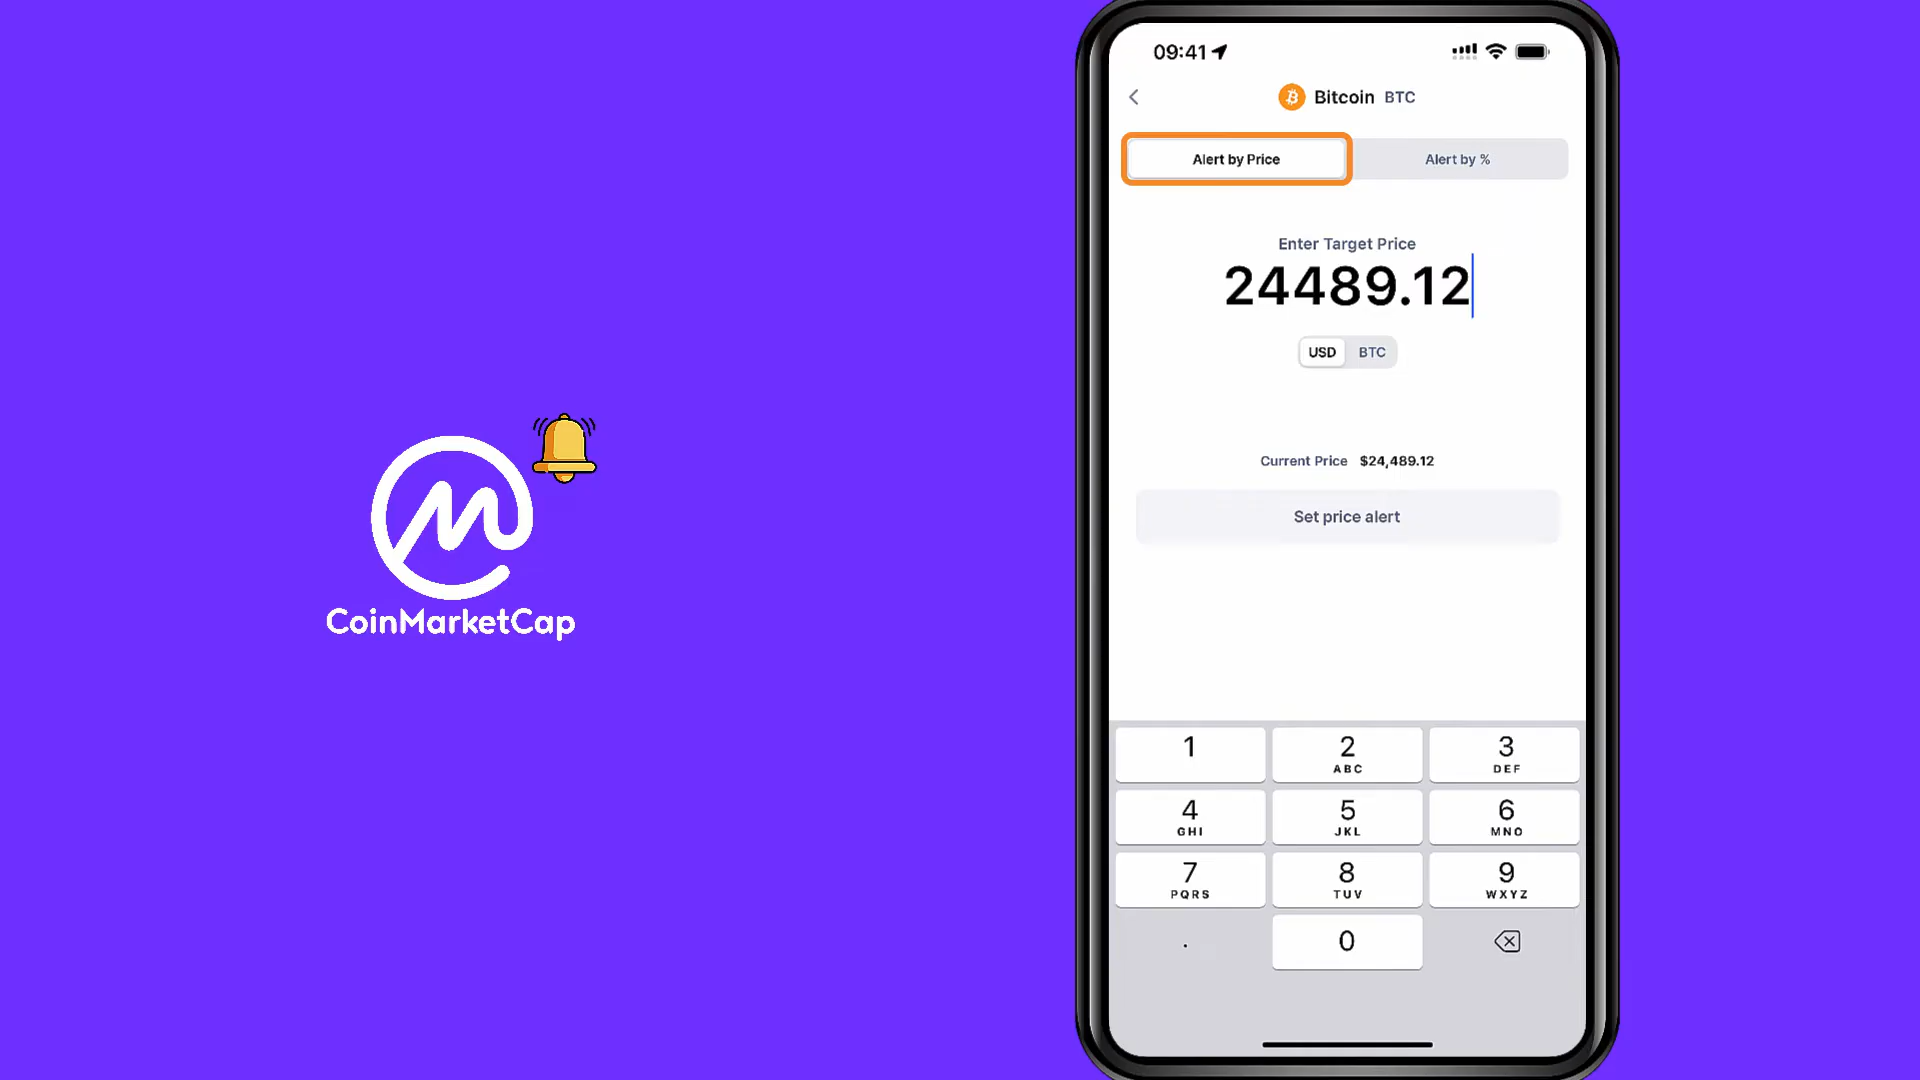 CoinMarketCap
09:41
Bitcoin BTC
Alert by Price Alert by %
Enter Target Price
24489.12
USD BTC
Current Price $24,489.12
Set price alert
1 2 3
ABC DEF
4 5 6
GHI JKL MNO
7 8 9
PQRS TUV WXYZ
. 0